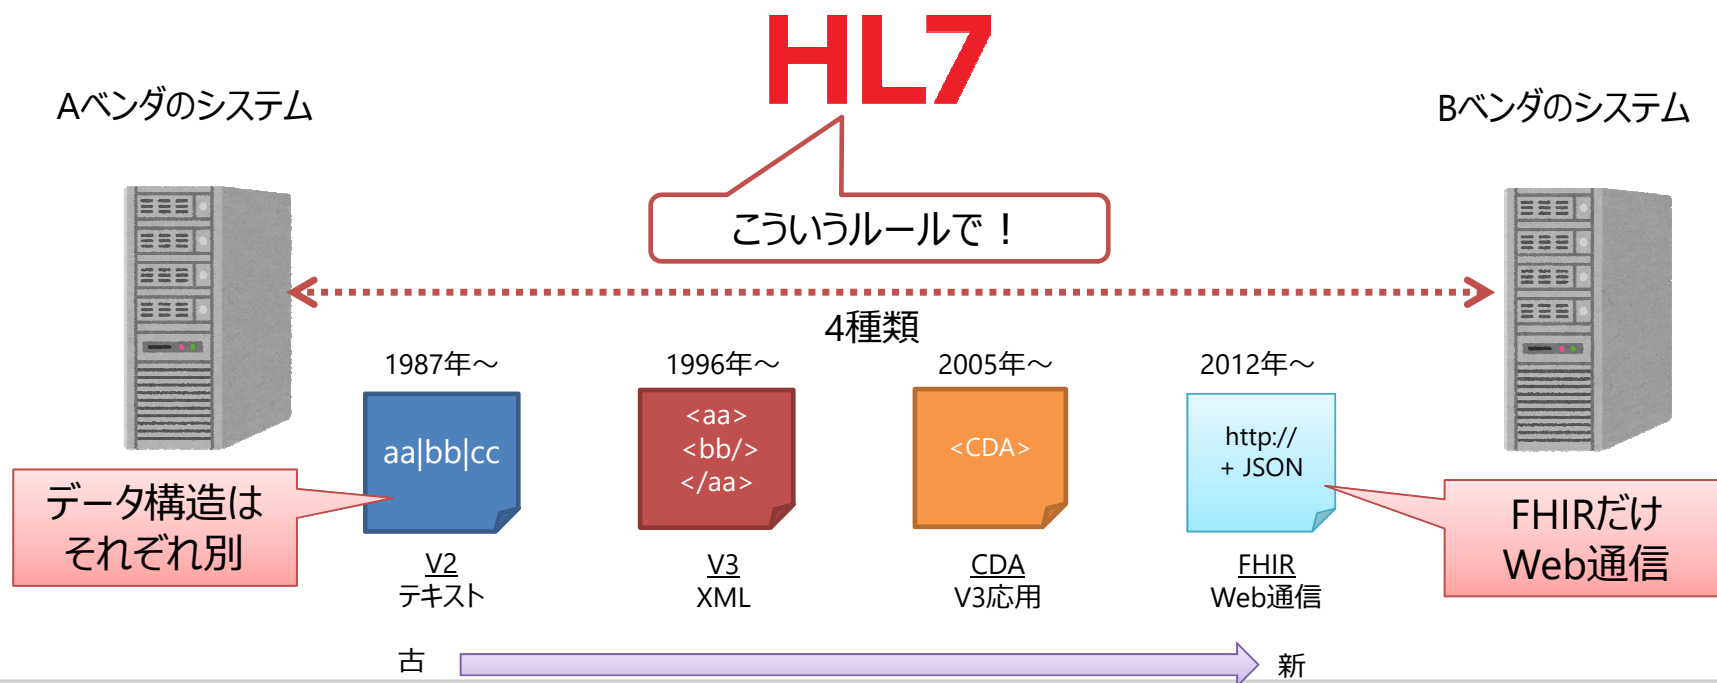 HL7
Aベンダのシステム
Bベンダのシステム
こういうルールで！
4種類
1987年～
1996年～
2005年～
2012年～
aa|bb|cc
<aa>
<bb/>
</aa>
<CDA>
http://
+ JSON
データ構造は
それぞれ別
FHIRだけ
Web通信
V2
テキスト
V3
XML
CDA
V3応用
FHIR
Web通信
古
新